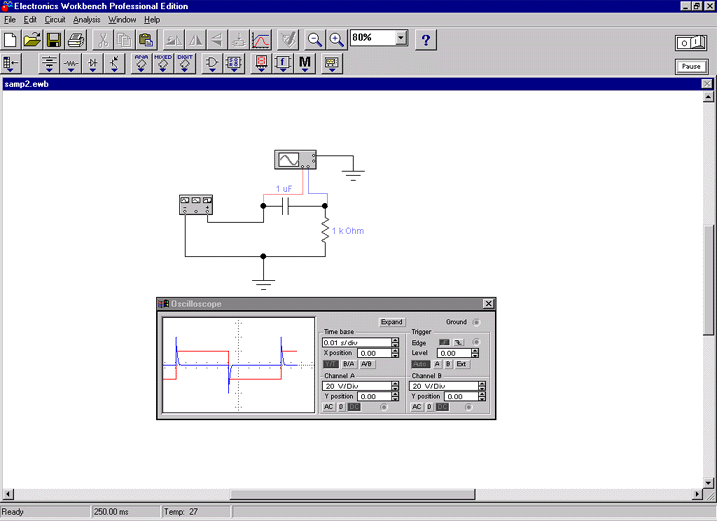 Electronics Workbench Professional Edition
File Edit Circuit Analysis Window Help
80% ?
ANA MIXED DIGIT M
Pause
samp2.ewb
1 uF
1 k Ohm
Oscilloscope
Expand Ground
Time base Trigger
0.01 s/div Edge
X position 0.00 Level 0.00
Y/T B/A A/B Auto A B Ext
Channel A Channel B
20 V/Div 20 V/Div
Y position 0.00 Y position 0.00
AC 0 DC AC 0 DC
Ready 250.00 ms Temp: 27